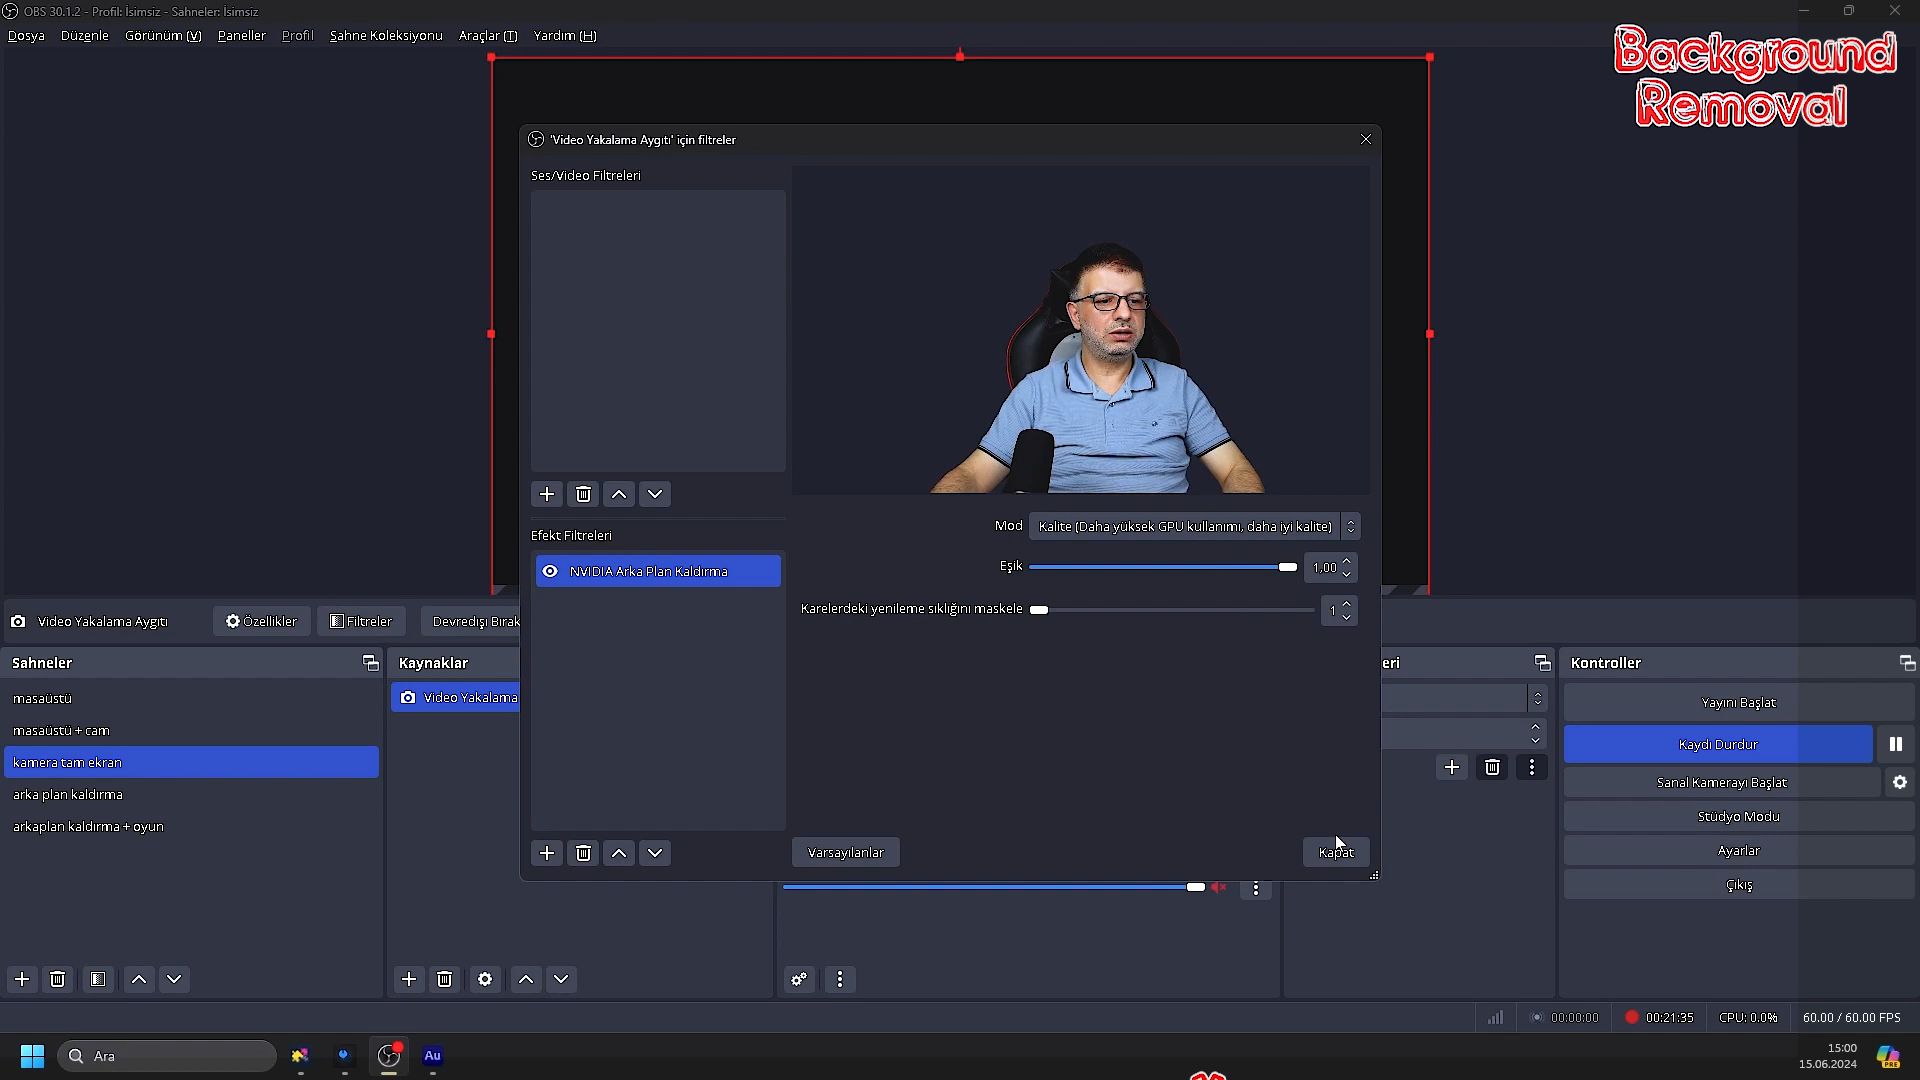 OBS 30.1.2 - Profil: İsimsiz - Sahneler: İsimsiz
Dosya Düzenle Görünüm (V) Paneller Profil Sahne Koleksiyonu Araçlar (T) Yardım (H)
Background
Removal
'Video Yakalama Aygıtı' için filtreler
Ses/Video Filtreleri
Efekt Filtreleri
NVIDIA Arka Plan Kaldırma
Mod Kalite (Daha yüksek GPU kullanımı, daha iyi kalite)
Eşik 1,00
Karelerdeki yenileme sıklığını maskele 1
Varsayılanlar
Kapat
Video Yakalama Aygıtı Özellikler Filtreler Devredışı Bırak
Sahneler
masaüstü
masaüstü + cam
kamera tam ekran
arka plan kaldırma
arkaplan kaldırma + oyun
Kaynaklar
Video Yakalama
eri
Kontroller
Yayını Başlat
Kaydı Durdur
Sanal Kamerayı Başlat
Stüdyo Modu
Ayarlar
Çıkış
00:00:00 00:21:35 CPU: 0.0% 60.00 / 60.00 FPS
Ara
Au
15:00
15.06.2024
PRE